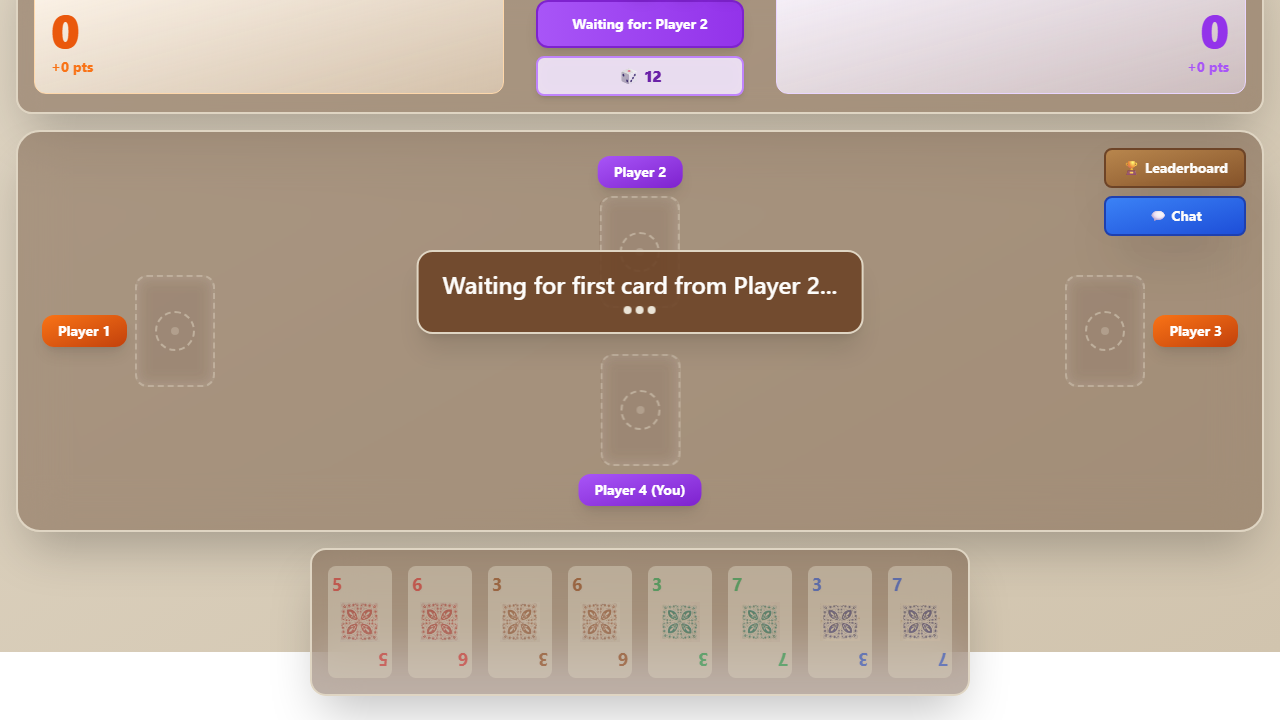 0
+0 pts
Waiting for: Player 2
🎲 12
0
+0 pts
Player 2
🏆 Leaderboard
💬 Chat
Waiting for first card from Player 2...
Player 1
Player 3
Player 4 (You)
5 6 3 6 3 7 3 7
5 6 3 6 3 7 3 7